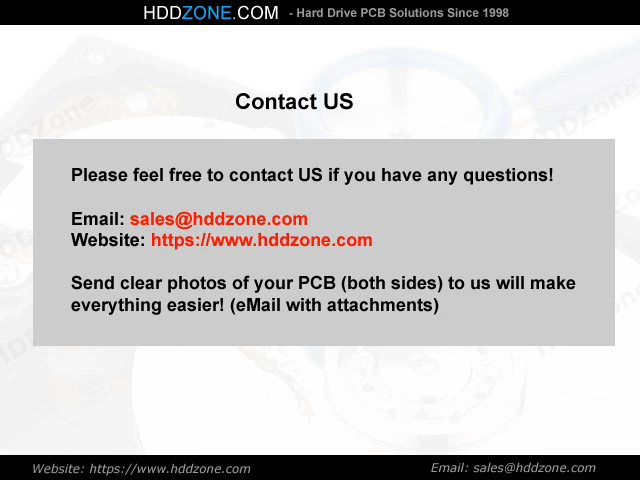 HDDZONE.COM - Hard Drive PCB Solutions Since 1998
Contact US
Please feel free to contact US if you have any questions!
Email: sales@hddzone.com
Website: https://www.hddzone.com
Send clear photos of your PCB (both sides) to us will make
everything easier! (eMail with attachments)
Website: https://www.hddzone.com Email: sales@hddzone.com